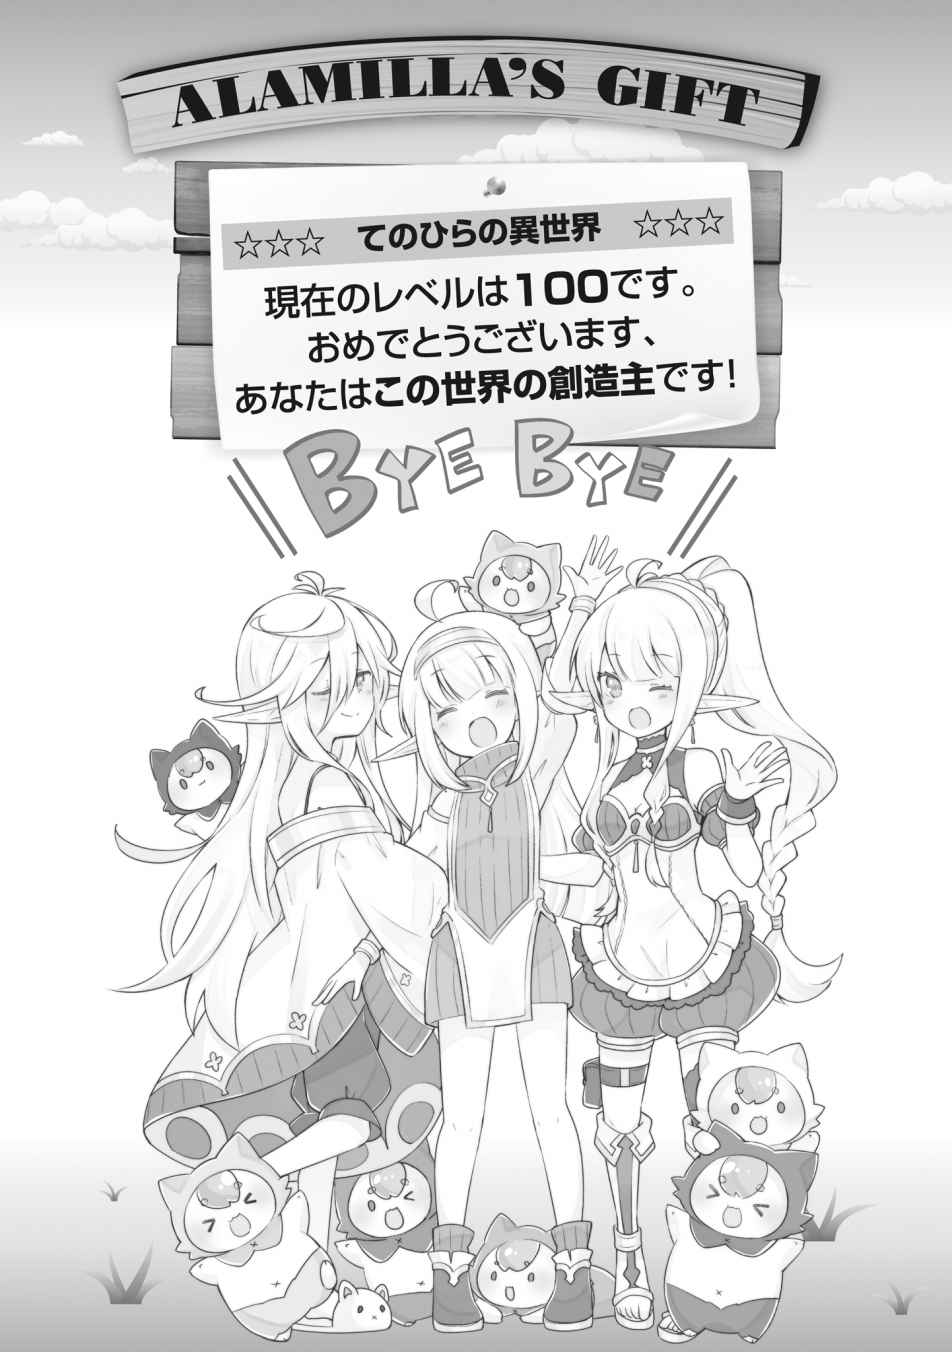 ALAMILLA'S GIFT
☆☆☆ てのひらの異世界 ☆☆☆
現在のレベルは100です。
おめでとうございます、
あなたはこの世界の創造主です!
BYE BYE